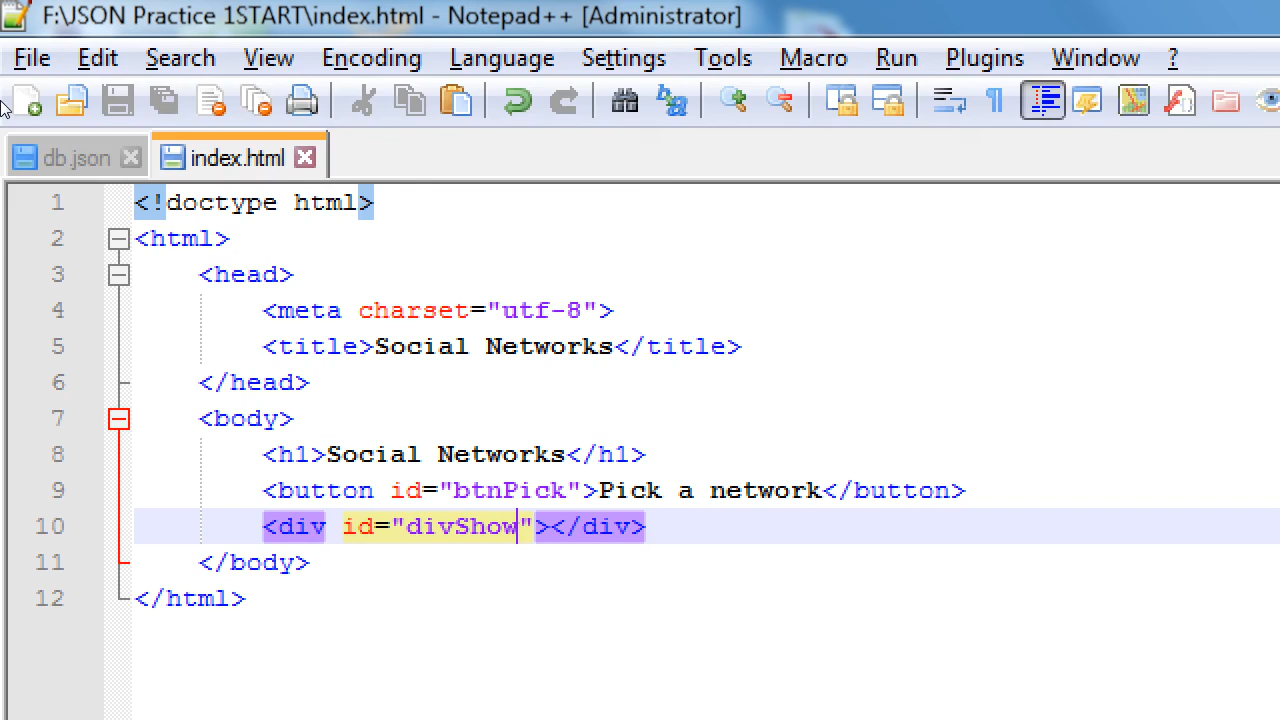 F:\JSON Practice 1START\index.html - Notepad++ [Administrator]
File Edit Search View Encoding Language Settings Tools Macro Run Plugins Window ?
db.json index.html
1 <!doctype html>
2 <html>
3 <head>
4 <meta charset="utf-8">
5 <title>Social Networks</title>
6 </head>
7 <body>
8 <h1>Social Networks</h1>
9 <button id="btnPick">Pick a network</button>
10 <div id="divShow"></div>
11 </body>
12 </html>